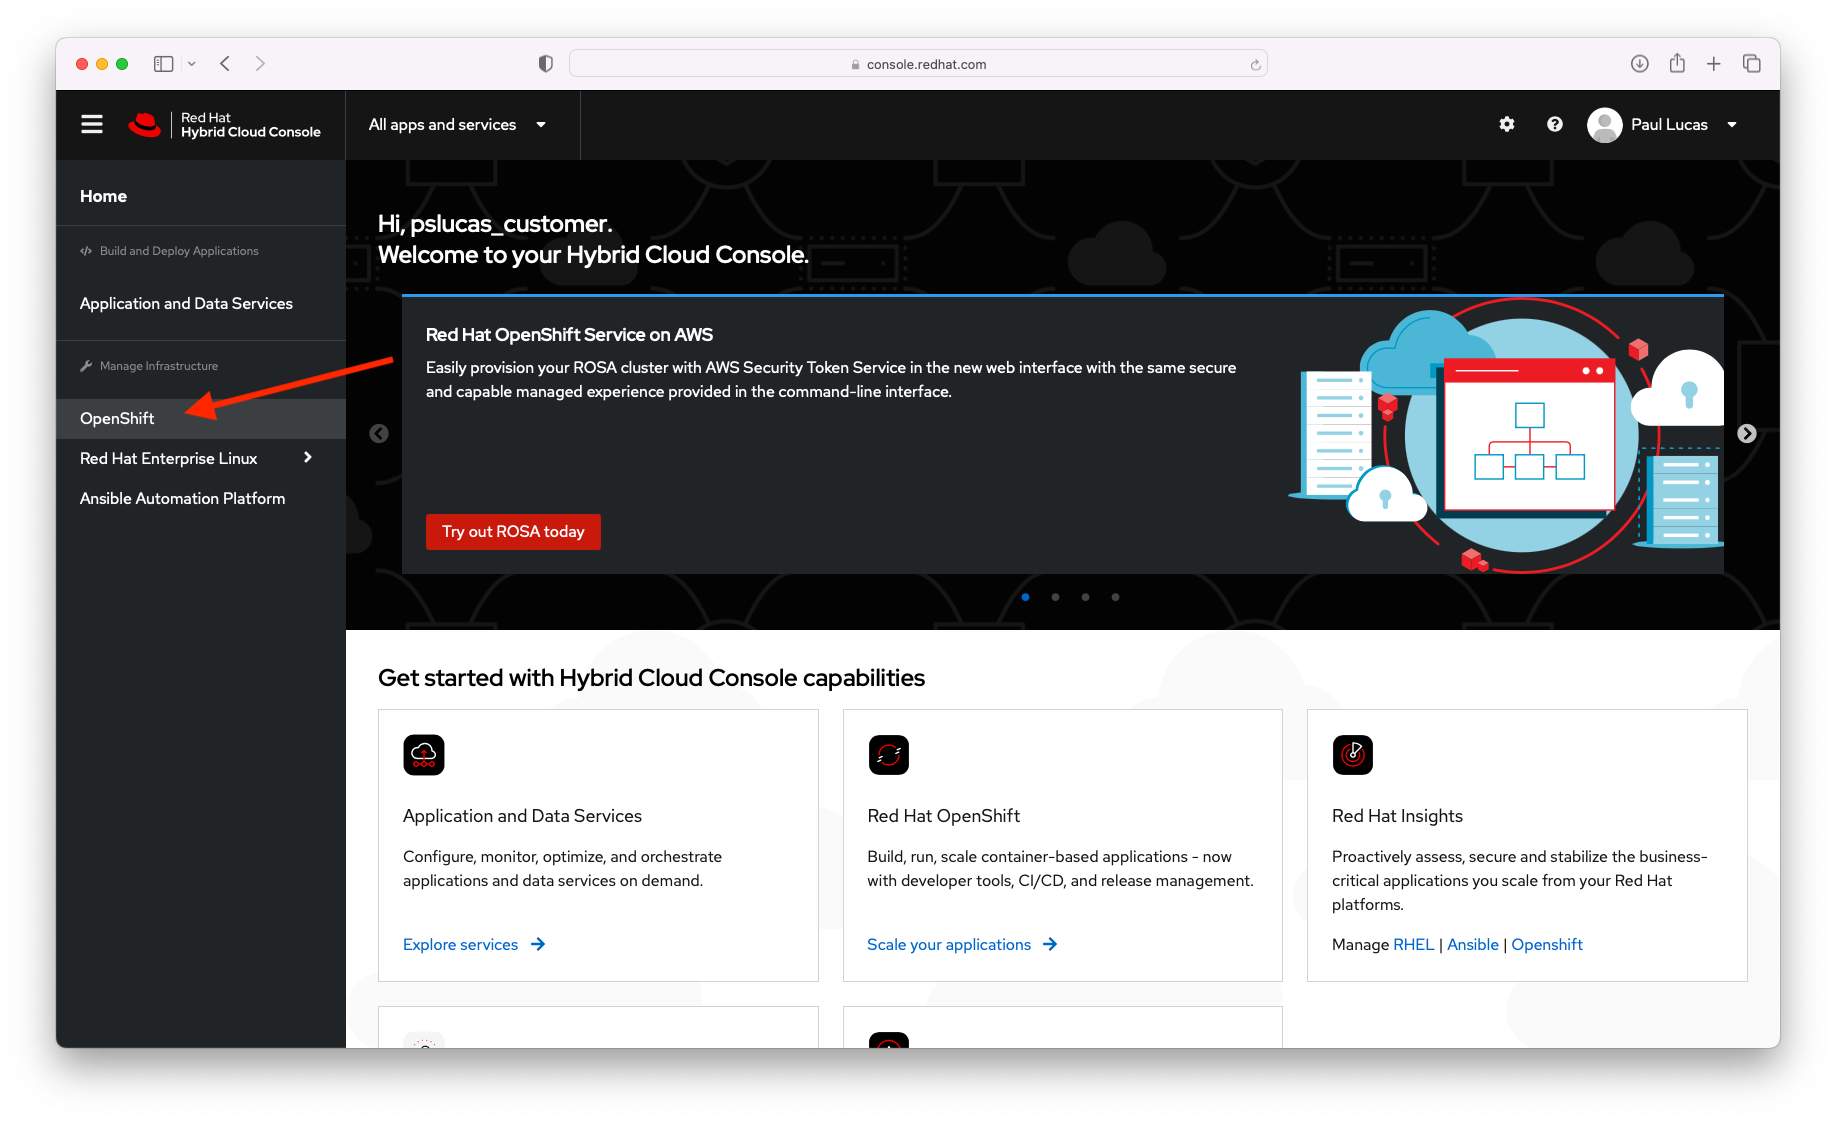 console.redhat.com
Red Hat
Hybrid Cloud Console
All apps and services
Paul Lucas
Home
Build and Deploy Applications
Application and Data Services
Manage Infrastructure
OpenShift
Red Hat Enterprise Linux
Ansible Automation Platform
Hi, pslucas_customer.
Welcome to your Hybrid Cloud Console.
Red Hat OpenShift Service on AWS
Easily provision your ROSA cluster with AWS Security Token Service in the new web interface with the same secure
and capable managed experience provided in the command-line interface.
Try out ROSA today
Get started with Hybrid Cloud Console capabilities
Application and Data Services
Configure, monitor, optimize, and orchestrate
applications and data services on demand.
Explore services
Red Hat OpenShift
Build, run, scale container-based applications - now
with developer tools, CI/CD, and release management.
Scale your applications
Red Hat Insights
Proactively assess, secure and stabilize the business-
critical applications you scale from your Red Hat
platforms.
Manage RHEL | Ansible | Openshift